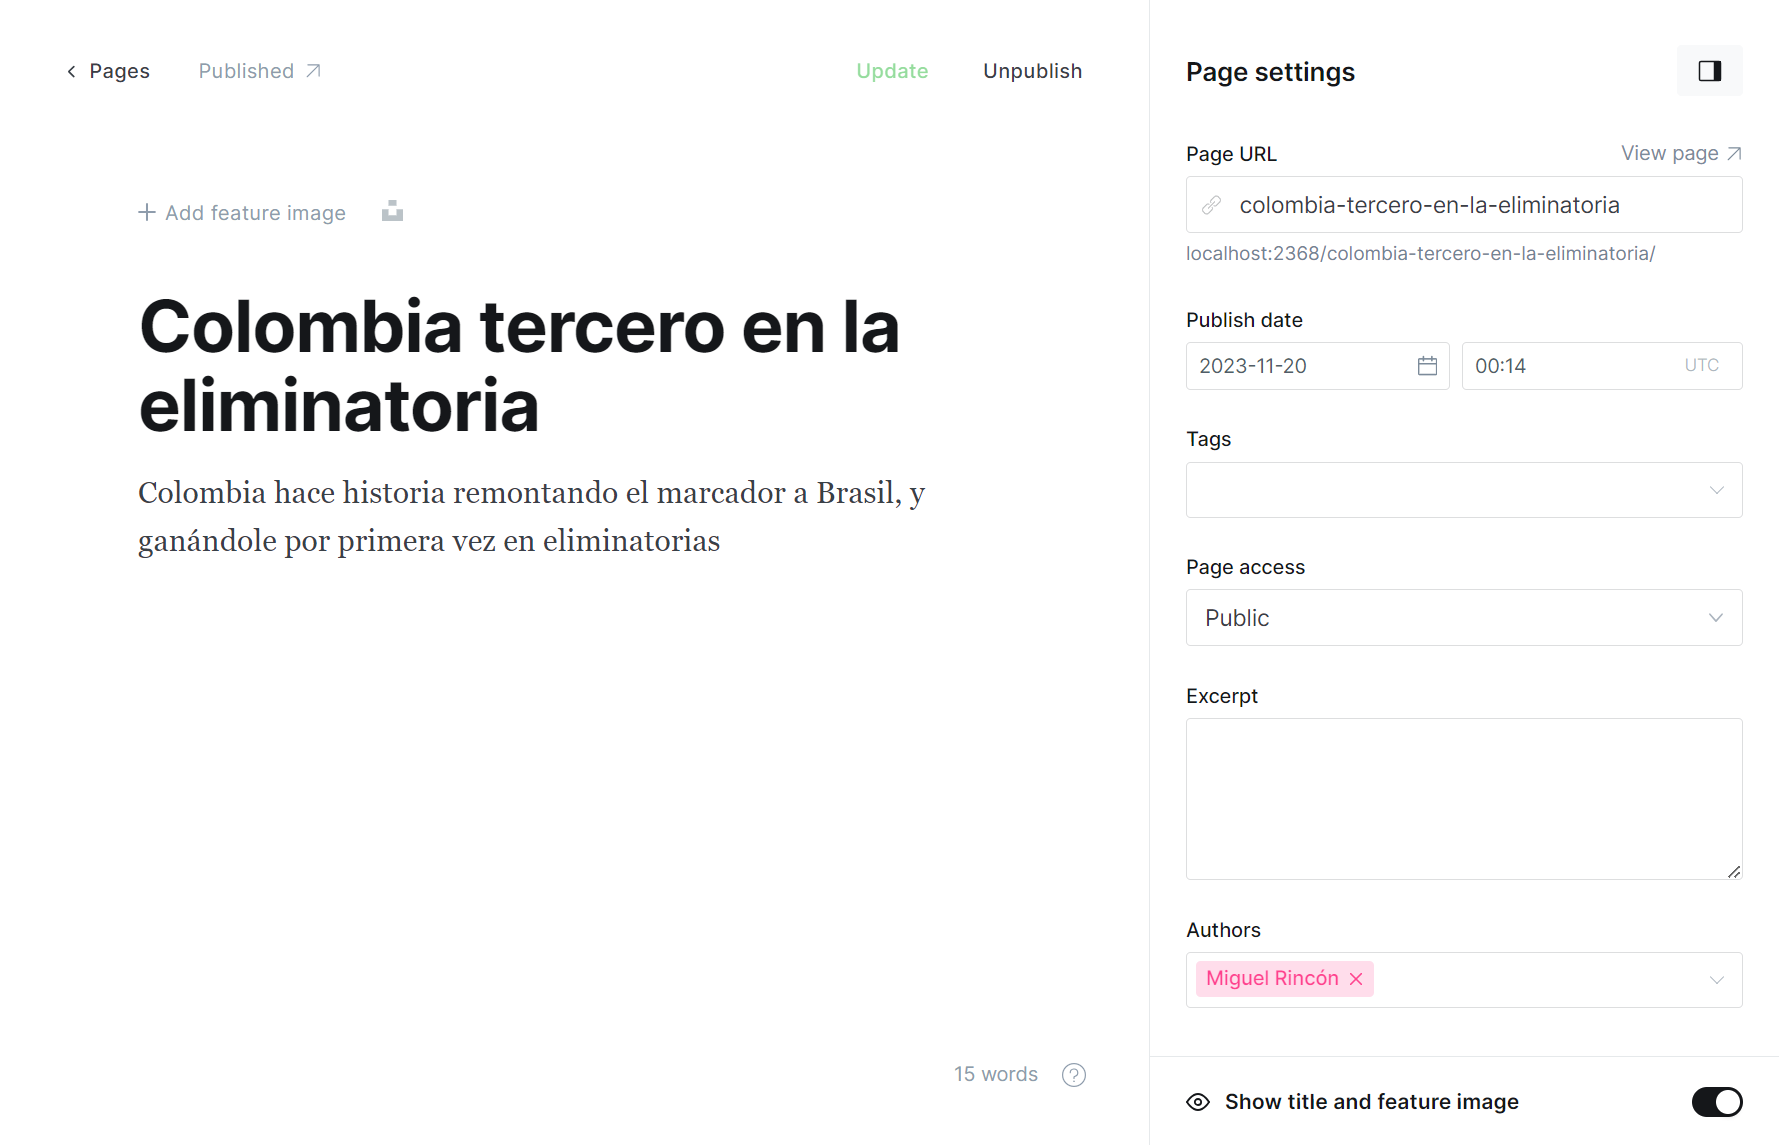 Pages
Published
Update
Unpublish
Add feature image
Colombia tercero en la
eliminatoria
Colombia hace historia remontando el marcador a Brasil, y
ganándole por primera vez en eliminatorias
15 words
?
Page settings
Page URL
View page
colombia-tercero-en-la-eliminatoria
localhost:2368/colombia-tercero-en-la-eliminatoria/
Publish date
2023-11-20
00:14
UTC
Tags
Page access
Public
Excerpt
Authors
Miguel Rincón
Show title and feature image